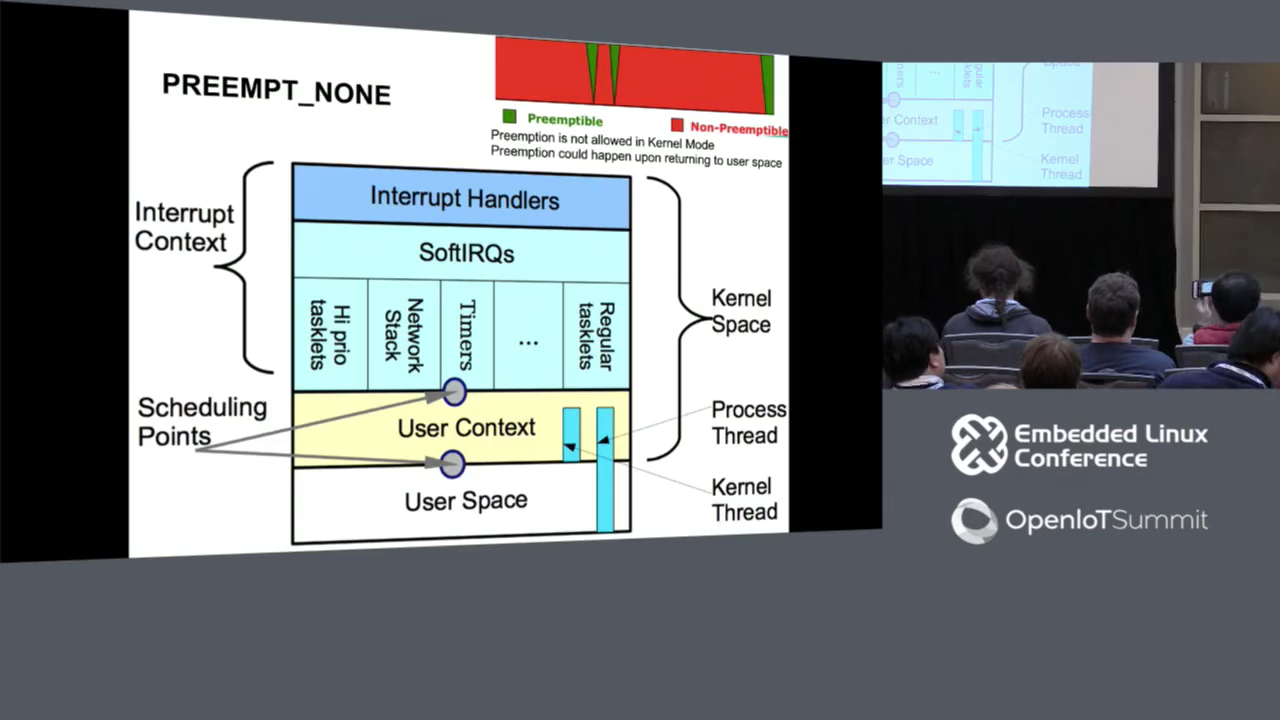 PREEMPT_NONE
Preemptible
Non-Preemptible
Preemption is not allowed in Kernel Mode
Preemption could happen upon returning to user space
Interrupt
Context
Interrupt Handlers
SoftIRQs
Hi prio
tasklets
Network
Stack
Timers
...
Regular
tasklets
Kernel
Space
Scheduling
Points
User Context
User Space
Process
Thread
Kernel
Thread
...
Context
Space
Process
Thread
Kernel
Thread
Embedded Linux
Conference
OpenIoTSummit